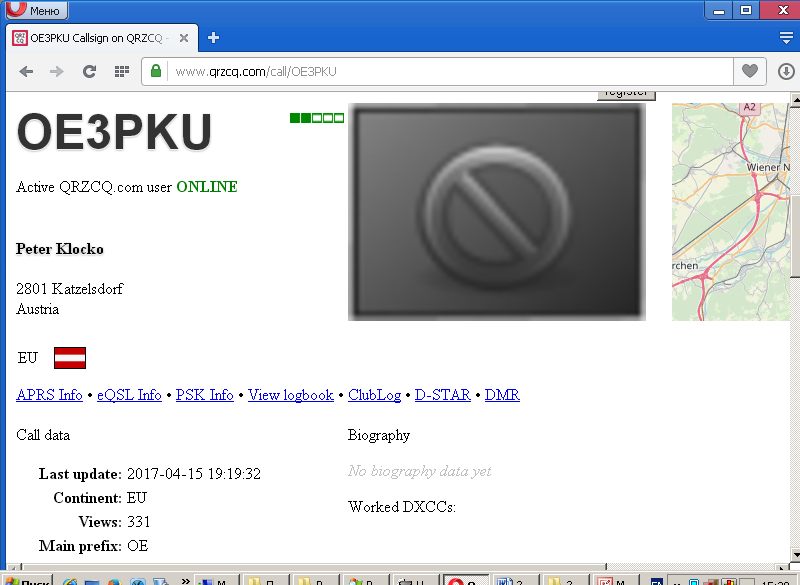 Меню
OE3PKU Callsign on QRZCQ -
www.qrzcq.com/call/OE3PKU
register
OE3PKU
A2
Wiener N
Active QRZCQ.com user ONLINE
Peter Klocko
rchen
2801 Katzelsdorf
Austria
EU
APRS Info • eQSL Info • PSK Info • View logbook • ClubLog • D-STAR • DMR
Call data
Biography
Last update: 2017-04-15 19:19:32
No biography data yet
Continent: EU
Worked DXCCs:
Views: 331
Main prefix: OE
Пуск